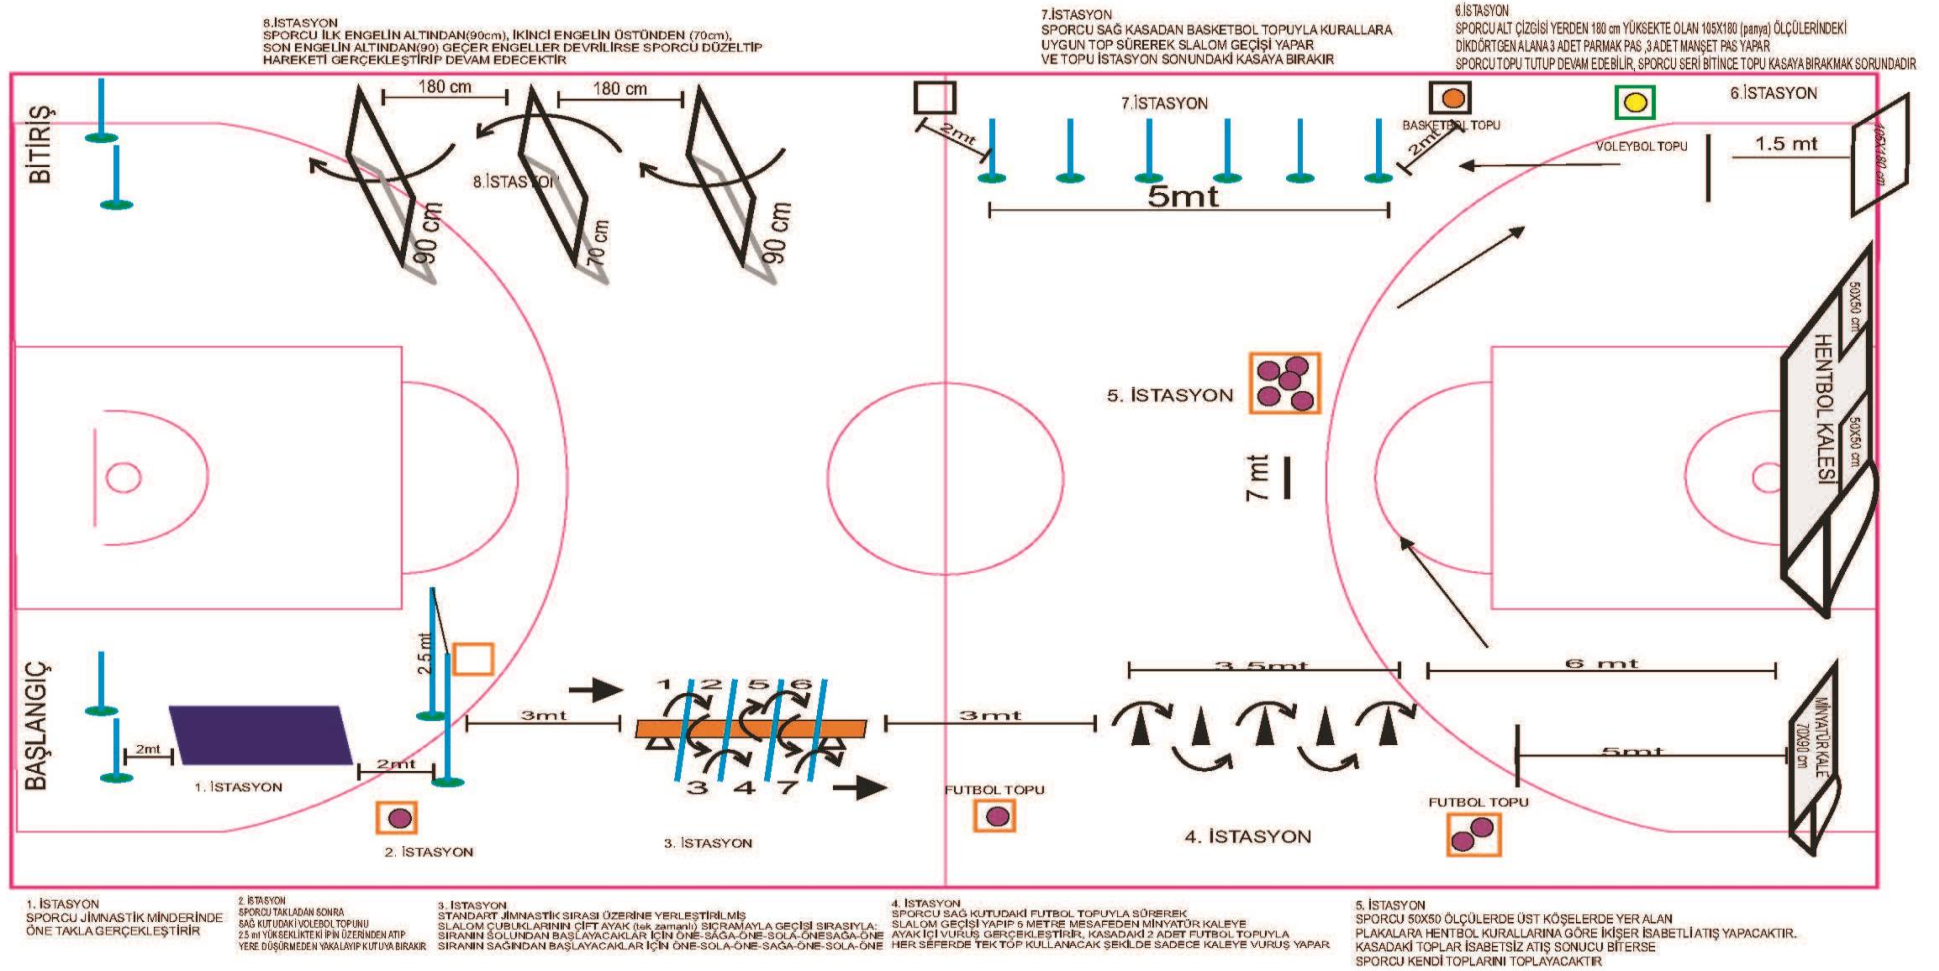 8.İSTASYON
SPORCU İLK ENGELİN ALTINDAN(90cm), İKİNCİ ENGELİN ÜSTÜNDEN (70cm),
SON ENGELİN ALTINDAN(90) GEÇER ENGELLER DEVRİLİRSE SPORCU DÜZELTİP
HAREKETİ GERÇEKLEŞTİRİP DEVAM EDECEKTİR
7.İSTASYON
SPORCU SAĞ KASADAN BASKETBOL TOPUYLA KURALLARA
UYGUN TOP SÜREREK SLALOM GEÇİŞİ YAPAR
VE TOPU İSTASYON SONUNDAKİ KASAYA BIRAKIR
6.İSTASYON
SPORCU ALT ÇİZGİSİ YERDEN 180 cm YÜKSEKTE OLAN 105X180 (panya) ÖLÇÜLERİNDEKİ
DİKDÖRTGEN ALANA 3 ADET PARMAK PAS ,3 ADET MANŞET PAS YAPAR
SPORCU TOPU TUTUP DEVAM EDEBİLİR, SPORCU SERİ BİTİNCE TOPU KASAYA BIRAKMAK SORUNDADIR
BİTİRİŞ
180 cm
180 cm
8.İSTASYON
90 cm
70 cm
90 cm
7.İSTASYON
2mt
2mt
BASKETBOL TOPU
5mt
VOLEYBOL TOPU
6.İSTASYON
1.5 mt
105X180 cm
5. İSTASYON
7 mt
50X50 cm
50X50 cm
HENTBOL KALESİ
BAŞLANGIÇ
2mt
1. İSTASYON
2mt
2.5 mt
2. İSTASYON
3mt
1 2 5 6
3 4 7
3. İSTASYON
3mt
FUTBOL TOPU
3.5mt
4. İSTASYON
6 mt
5mt
FUTBOL TOPU
MİNYATÜR KALE
70X90 cm
1. İSTASYON
SPORCU JİMNASTİK MİNDERİNDE
ÖNE TAKLA GERÇEKLEŞTİRİR
2. İSTASYON
SPORCU TAKLADAN SONRA
SAĞ KUTUDAKİ VOLEBOL TOPUNU
2.5 mt YÜKSEKLİKTEKİ İPİN ÜZERİNDEN ATIP
YERE DÜŞÜRMEDEN YAKALAYIP KUTUYA BIRAKIR
3. İSTASYON
STANDART JİMNASTİK SIRASI ÜZERİNE YERLEŞTİRİLMİŞ
SLALOM ÇUBUKLARININ ÇİFT AYAK (tek zamanlı) SIÇRAMAYLA GEÇİŞİ SIRASIYLA:
SIRANIN SOLUNDAN BAŞLAYACAKLAR İÇİN ÖNE-SAĞA-ÖNE-SOLA-ÖNESAĞA-ÖNE
SIRANIN SAĞINDAN BAŞLAYACAKLAR İÇİN ÖNE-SOLA-ÖNE-SAĞA-ÖNE-SOLA-ÖNE
4. İSTASYON
SPORCU SAĞ KUTUDAKİ FUTBOL TOPUYLA SÜREREK
SLALOM GEÇİŞİ YAPIP 5 METRE MESAFEDEN MİNYATÜR KALEYE
AYAK İÇİ VURUŞ GERÇEKLEŞTİRİR, KASADAKİ 2 ADET FUTBOL TOPUYLA
HER SEFERDE TEK TOP KULLANACAK ŞEKİLDE SADECE KALEYE VURUŞ YAPAR
5. İSTASYON
SPORCU 50X50 ÖLÇÜLERDE ÜST KÖŞELERDE YER ALAN
PLAKALARA HENTBOL KURALLARINA GÖRE İKİŞER İSABETLİ ATIŞ YAPACAKTIR.
KASADAKİ TOPLAR İSABETSİZ ATIŞ SONUCU BİTERSE
SPORCU KENDİ TOPLARINI TOPLAYACAKTIR